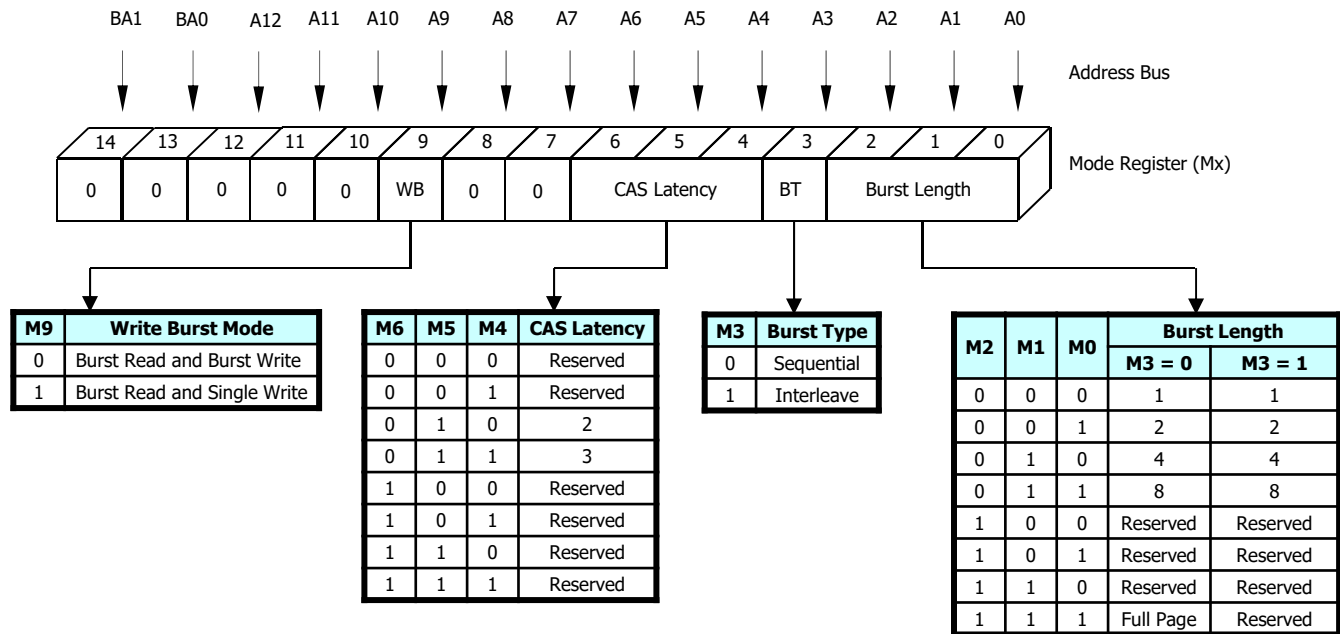 BA1 BA0 A12 A11 A10 A9 A8 A7 A6 A5 A4 A3 A2 A1 A0
Address Bus
14 13 12 11 10 9 8 7 6 5 4 3 2 1 0
Mode Register (Mx)
0 0 0 0 0 WB 0 0 CAS Latency BT Burst Length
M9 Write Burst Mode
0 Burst Read and Burst Write
1 Burst Read and Single Write
M6 M5 M4 CAS Latency
0 0 0 Reserved
0 0 1 Reserved
0 1 0 2
0 1 1 3
1 0 0 Reserved
1 0 1 Reserved
1 1 0 Reserved
1 1 1 Reserved
M3 Burst Type
0 Sequential
1 Interleave
M2 M1 M0 Burst Length
M3 = 0 M3 = 1
0 0 0 1 1
0 0 1 2 2
0 1 0 4 4
0 1 1 8 8
1 0 0 Reserved Reserved
1 0 1 Reserved Reserved
1 1 0 Reserved Reserved
1 1 1 Full Page Reserved